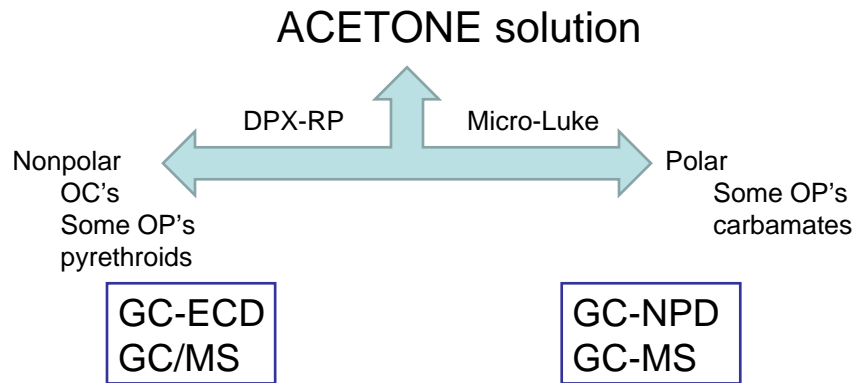 ACETONE solution
DPX-RP
Micro-Luke
Nonpolar
OC's
Some OP's
pyrethroids
Polar
Some OP's
carbamates
GC-ECD
GC/MS
GC-NPD
GC-MS